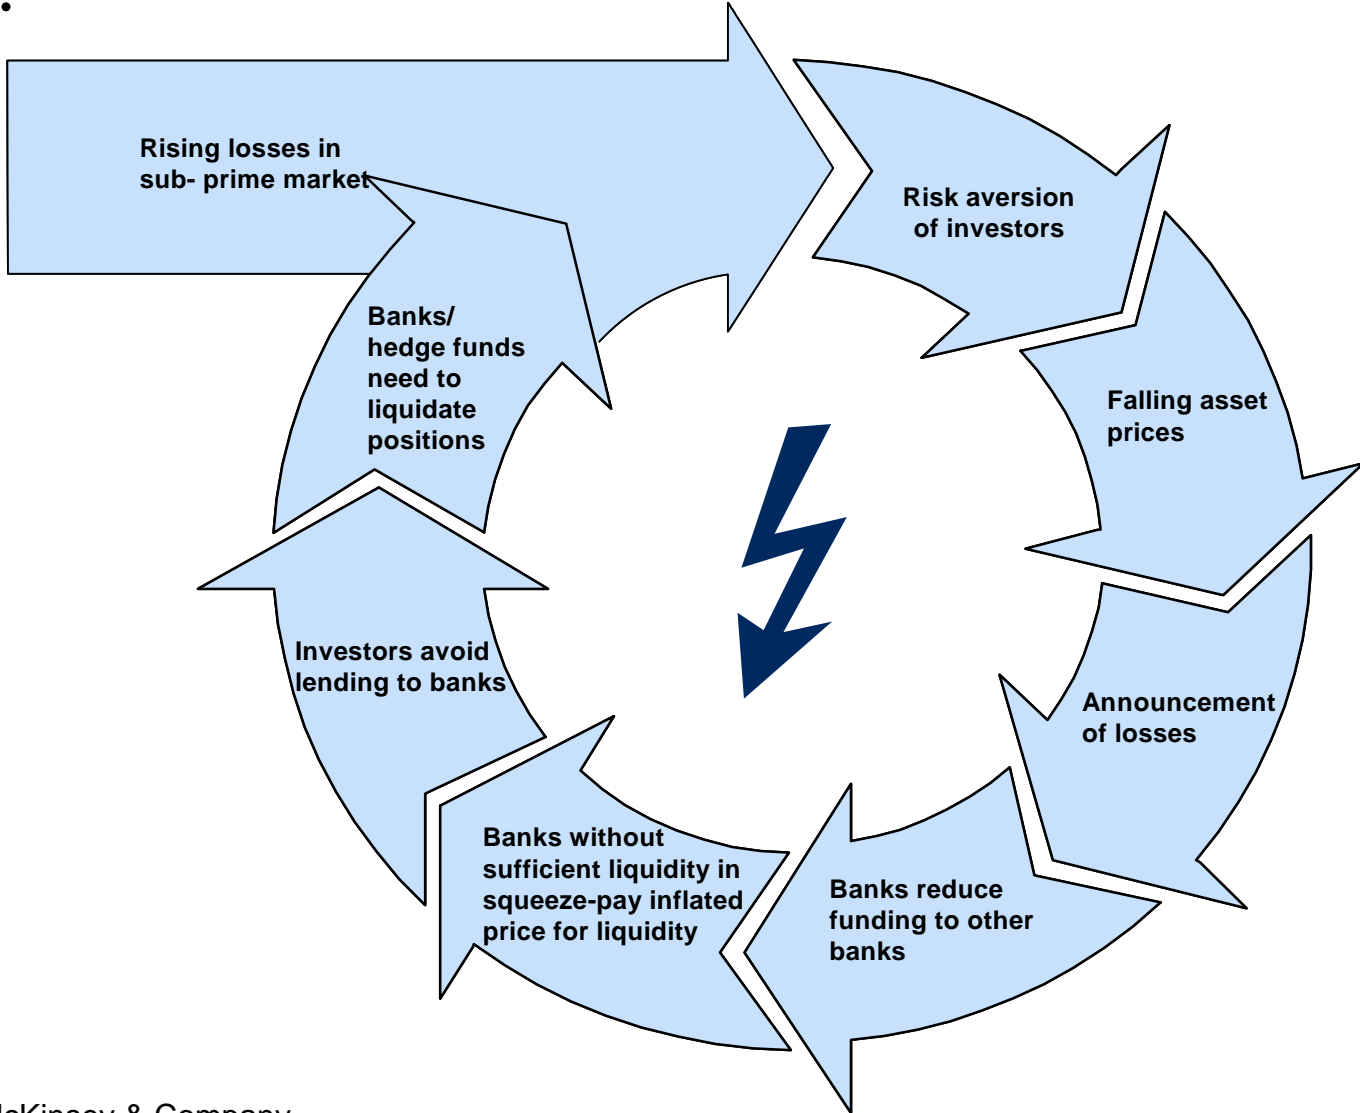 •
Rising losses in
sub- prime market
Risk aversion
of investors
Falling asset
prices
Announcement
of losses
Banks reduce
funding to other
banks
Banks without
sufficient liquidity in
squeeze-pay inflated
price for liquidity
Investors avoid
lending to banks
Banks/
hedge funds
need to
liquidate
positions
McKinsey & Company